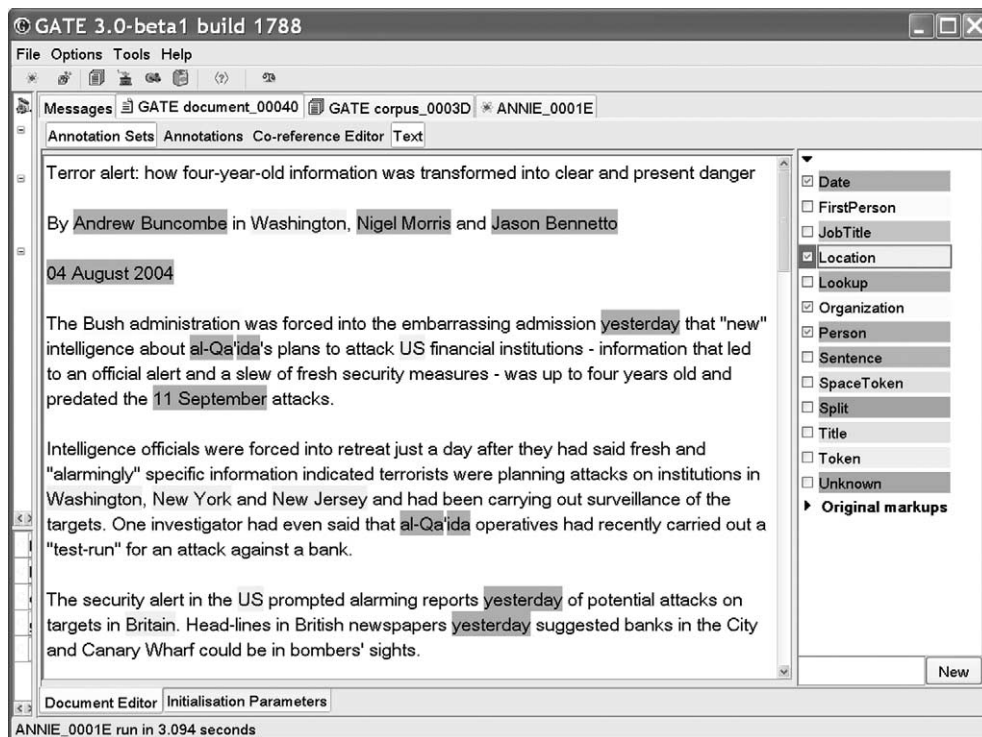 GATE 3.0-beta1 build 1788
File Options Tools Help
Messages GATE document_00040 GATE corpus_0003D ANNIE_0001E
Annotation Sets Annotations Co-reference Editor Text
Terror alert: how four-year-old information was transformed into clear and present danger
By Andrew Buncombe in Washington, Nigel Morris and Jason Bennetto
04 August 2004
The Bush administration was forced into the embarrassing admission yesterday that "new"
intelligence about al-Qa'ida's plans to attack US financial institutions - information that led
to an official alert and a slew of fresh security measures - was up to four years old and
predated the 11 September attacks.
Intelligence officials were forced into retreat just a day after they had said fresh and
"alarmingly" specific information indicated terrorists were planning attacks on institutions in
Washington, New York and New Jersey and had been carrying out surveillance of the
targets. One investigator had even said that al-Qa'ida operatives had recently carried out a
"test-run" for an attack against a bank.
The security alert in the US prompted alarming reports yesterday of potential attacks on
targets in Britain. Head-lines in British newspapers yesterday suggested banks in the City
and Canary Wharf could be in bombers' sights.
Date
FirstPerson
JobTitle
Location
Lookup
Organization
Person
Sentence
SpaceToken
Split
Title
Token
Unknown
Original markups
New
Document Editor Initialisation Parameters
ANNIE_0001E run in 3.094 seconds